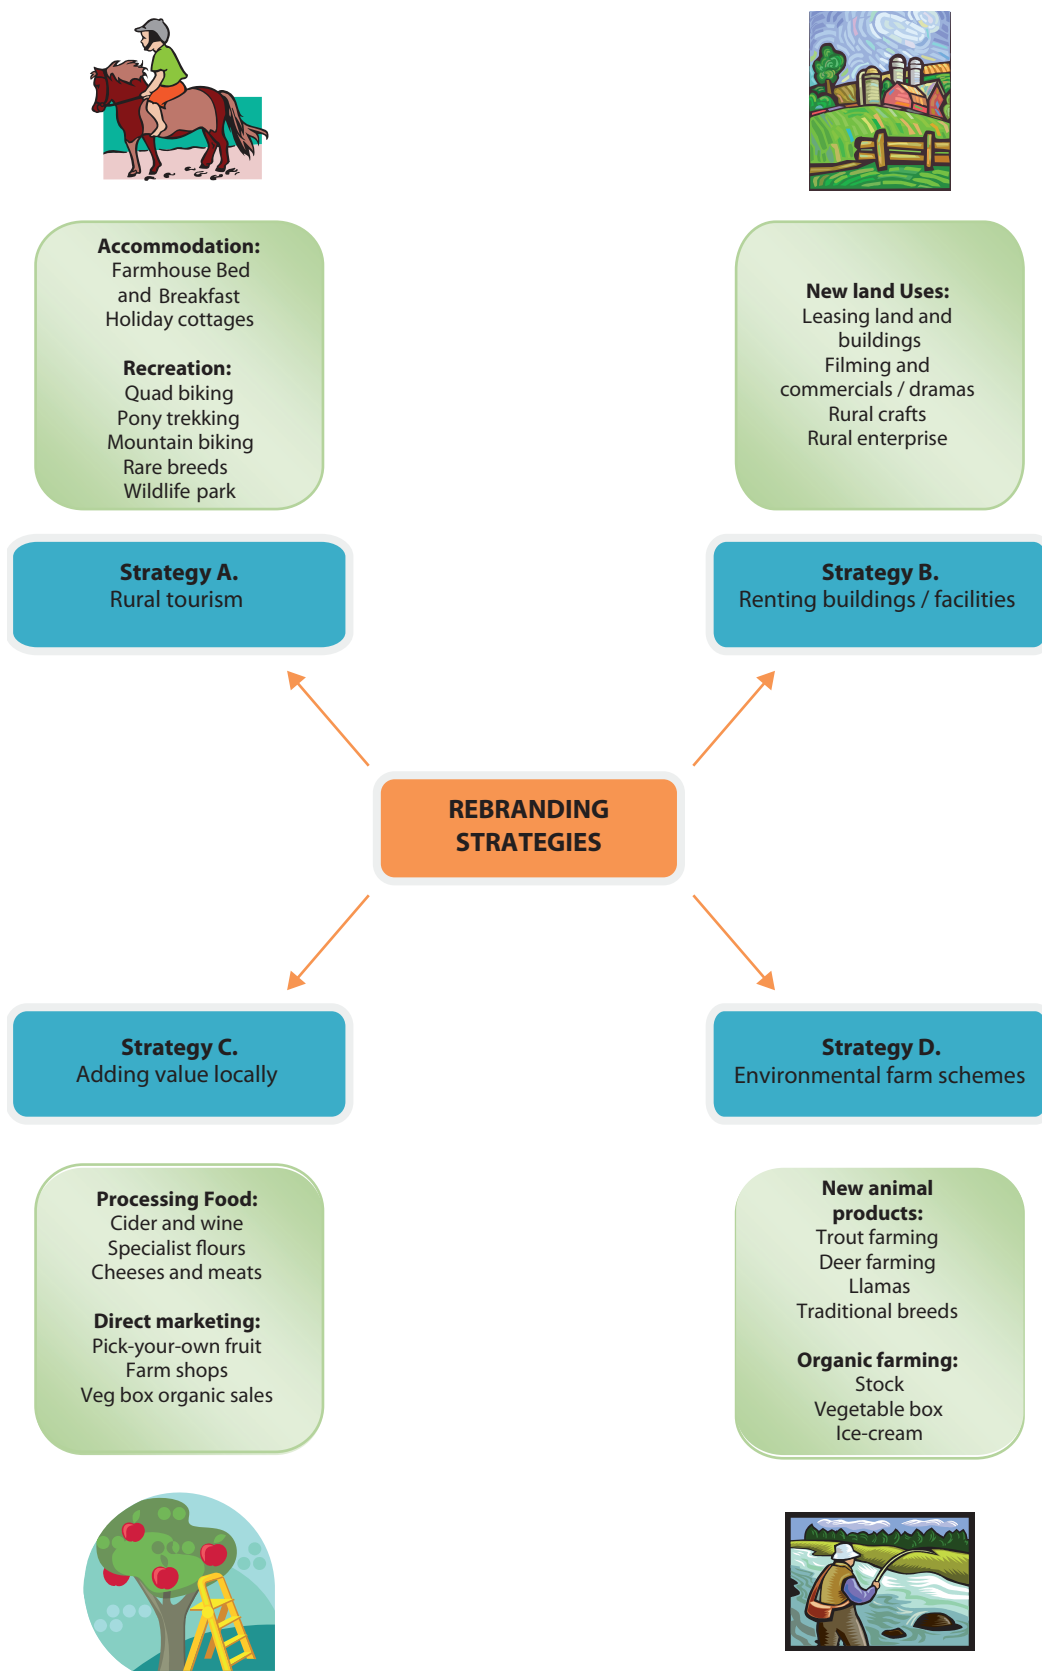 Accommodation:
Farmhouse Bed
and Breakfast
Holiday cottages
Recreation:
Quad biking
Pony trekking
Mountain biking
Rare breeds
Wildlife park
Strategy A.
Rural tourism
New land Uses:
Leasing land and
buildings
Filming and
commercials / dramas
Rural crafts
Rural enterprise
Strategy B.
Renting buildings / facilities
REBRANDING
STRATEGIES
Strategy C.
Adding value locally
Processing Food:
Cider and wine
Specialist flours
Cheeses and meats
Direct marketing:
Pick-your-own fruit
Farm shops
Veg box organic sales
Strategy D.
Environmental farm schemes
New animal
products:
Trout farming
Deer farming
Llamas
Traditional breeds
Organic farming:
Stock
Vegetable box
Ice-cream